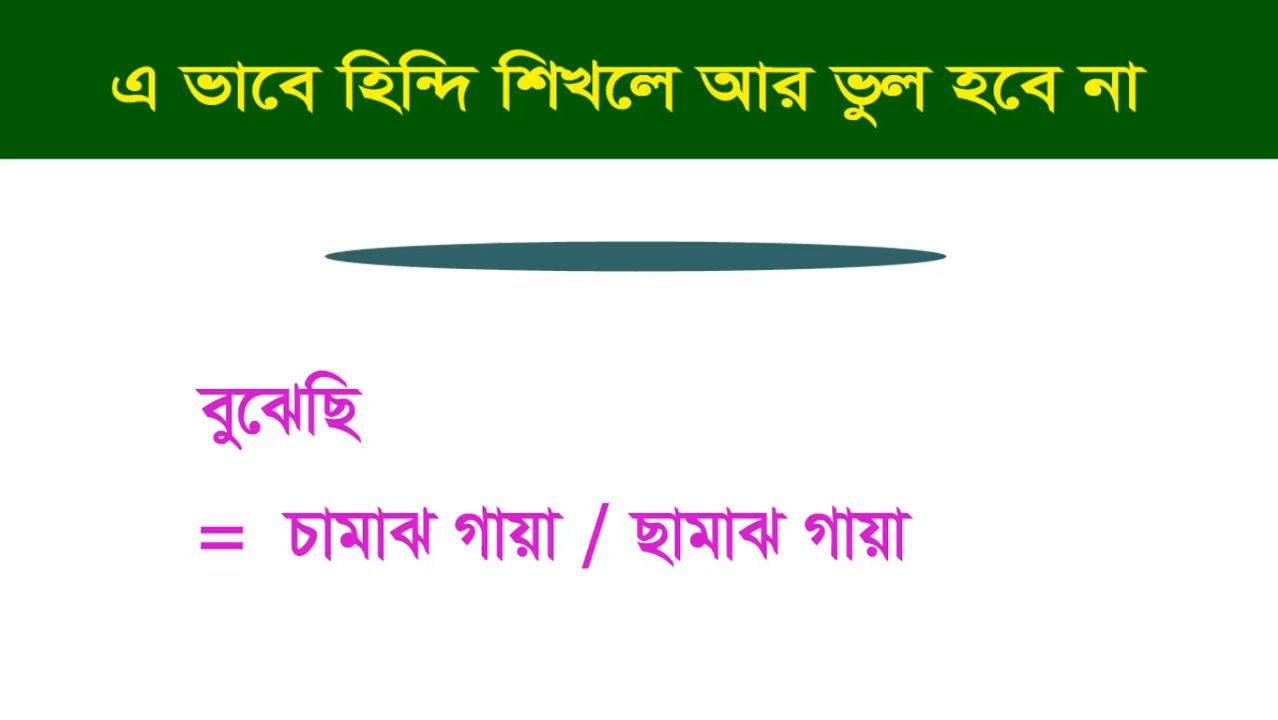 এ ভাবে হিন্দি শিখলে আর ভুল হবে না
বুঝেছি
= চামাঝ গায়া / ছামাঝ গায়া